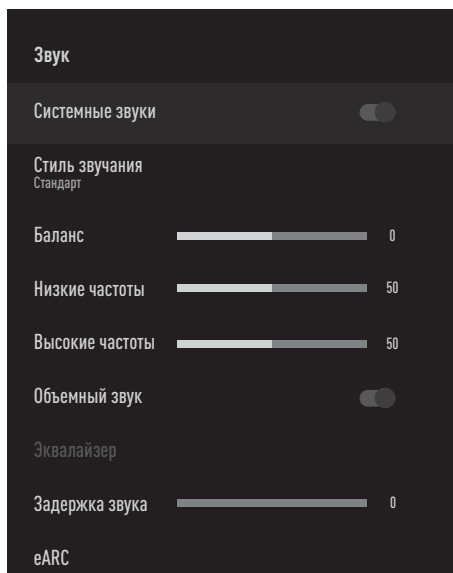 Звук
Системные звуки
Стиль звучания
Стандарт
Баланс 0
Низкие частоты 50
Высокие частоты 50
Объемный звук
Эквалайзер
Задержка звука 0
eARC